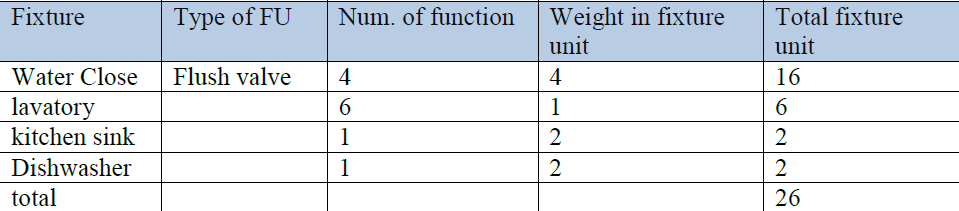 Fixture Type of FU Num. of function Weight in fixture unit Total fixture unit
Water Close Flush valve 4 4 16
lavatory 6 1 6
kitchen sink 1 2 2
Dishwasher 1 2 2
total 26